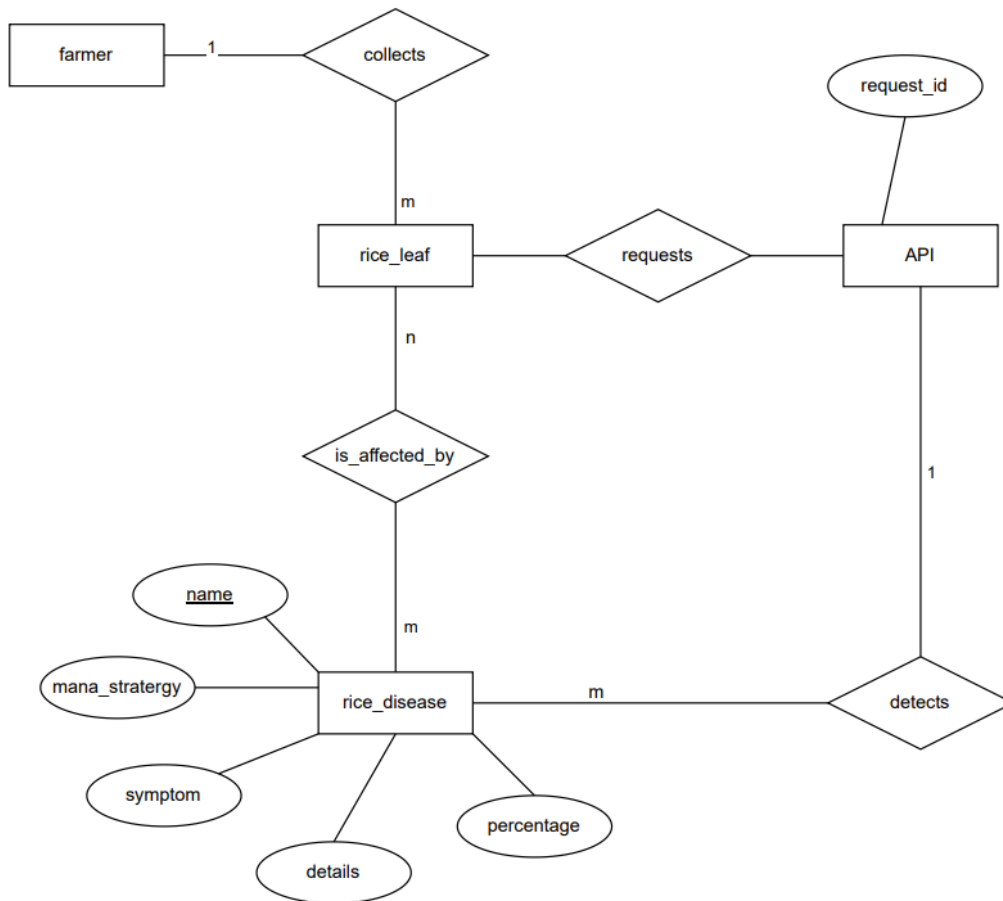 farmer
1
collects
request_id
m
rice_leaf
requests
API
n
is_affected_by
1
name
m
mana_stratergy
rice_disease
m
detects
symptom
percentage
details